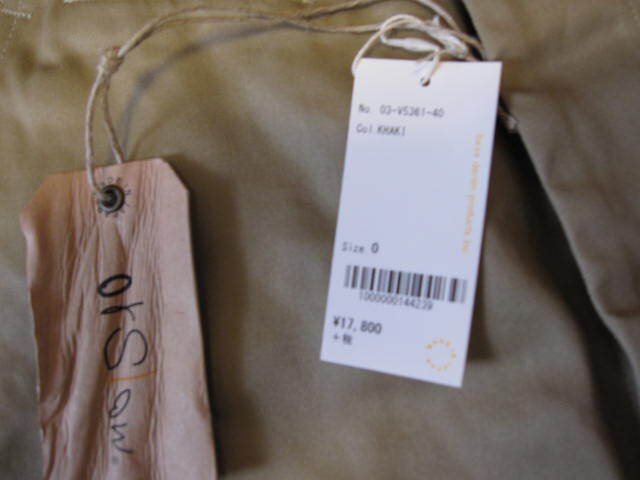 orslow
No. 03-V5361-40
Col.KHAKI
Size. 0
1000000144239
¥17,800
+税